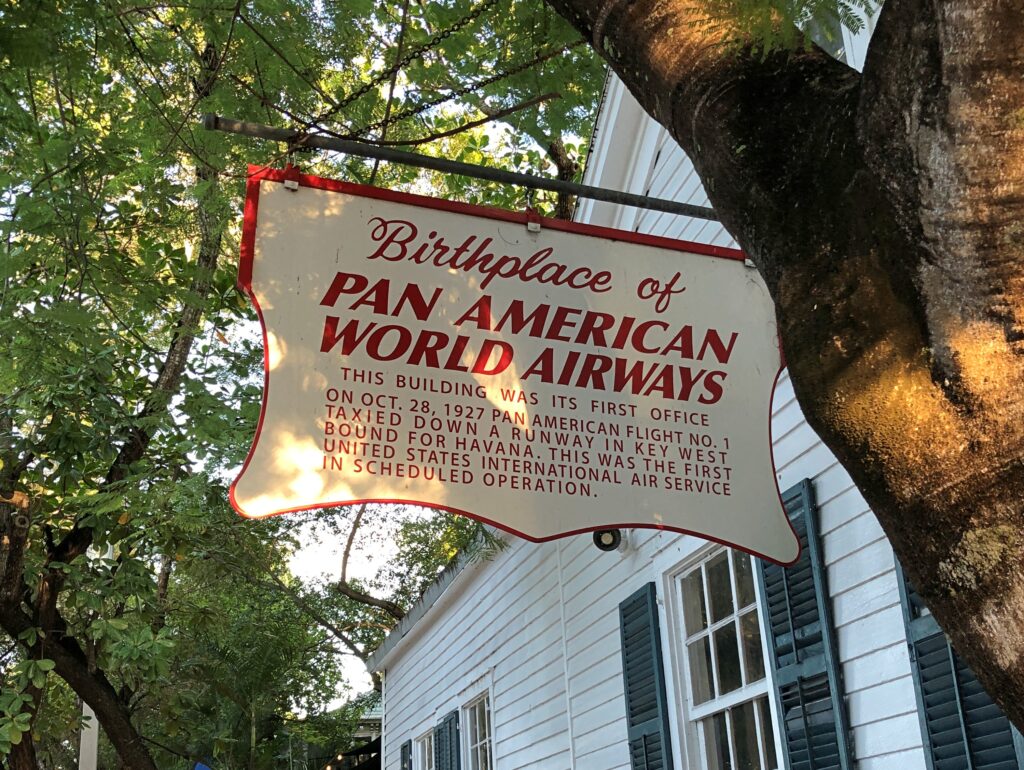 Birthplace of
PAN AMERICAN
WORLD AIRWAYS
THIS BUILDING WAS ITS FIRST OFFICE
ON OCT. 28, 1927 PAN AMERICAN FLIGHT NO. 1
TAXIED DOWN A RUNWAY IN KEY WEST
BOUND FOR HAVANA. THIS WAS THE FIRST
UNITED STATES INTERNATIONAL AIR SERVICE
IN SCHEDULED OPERATION.